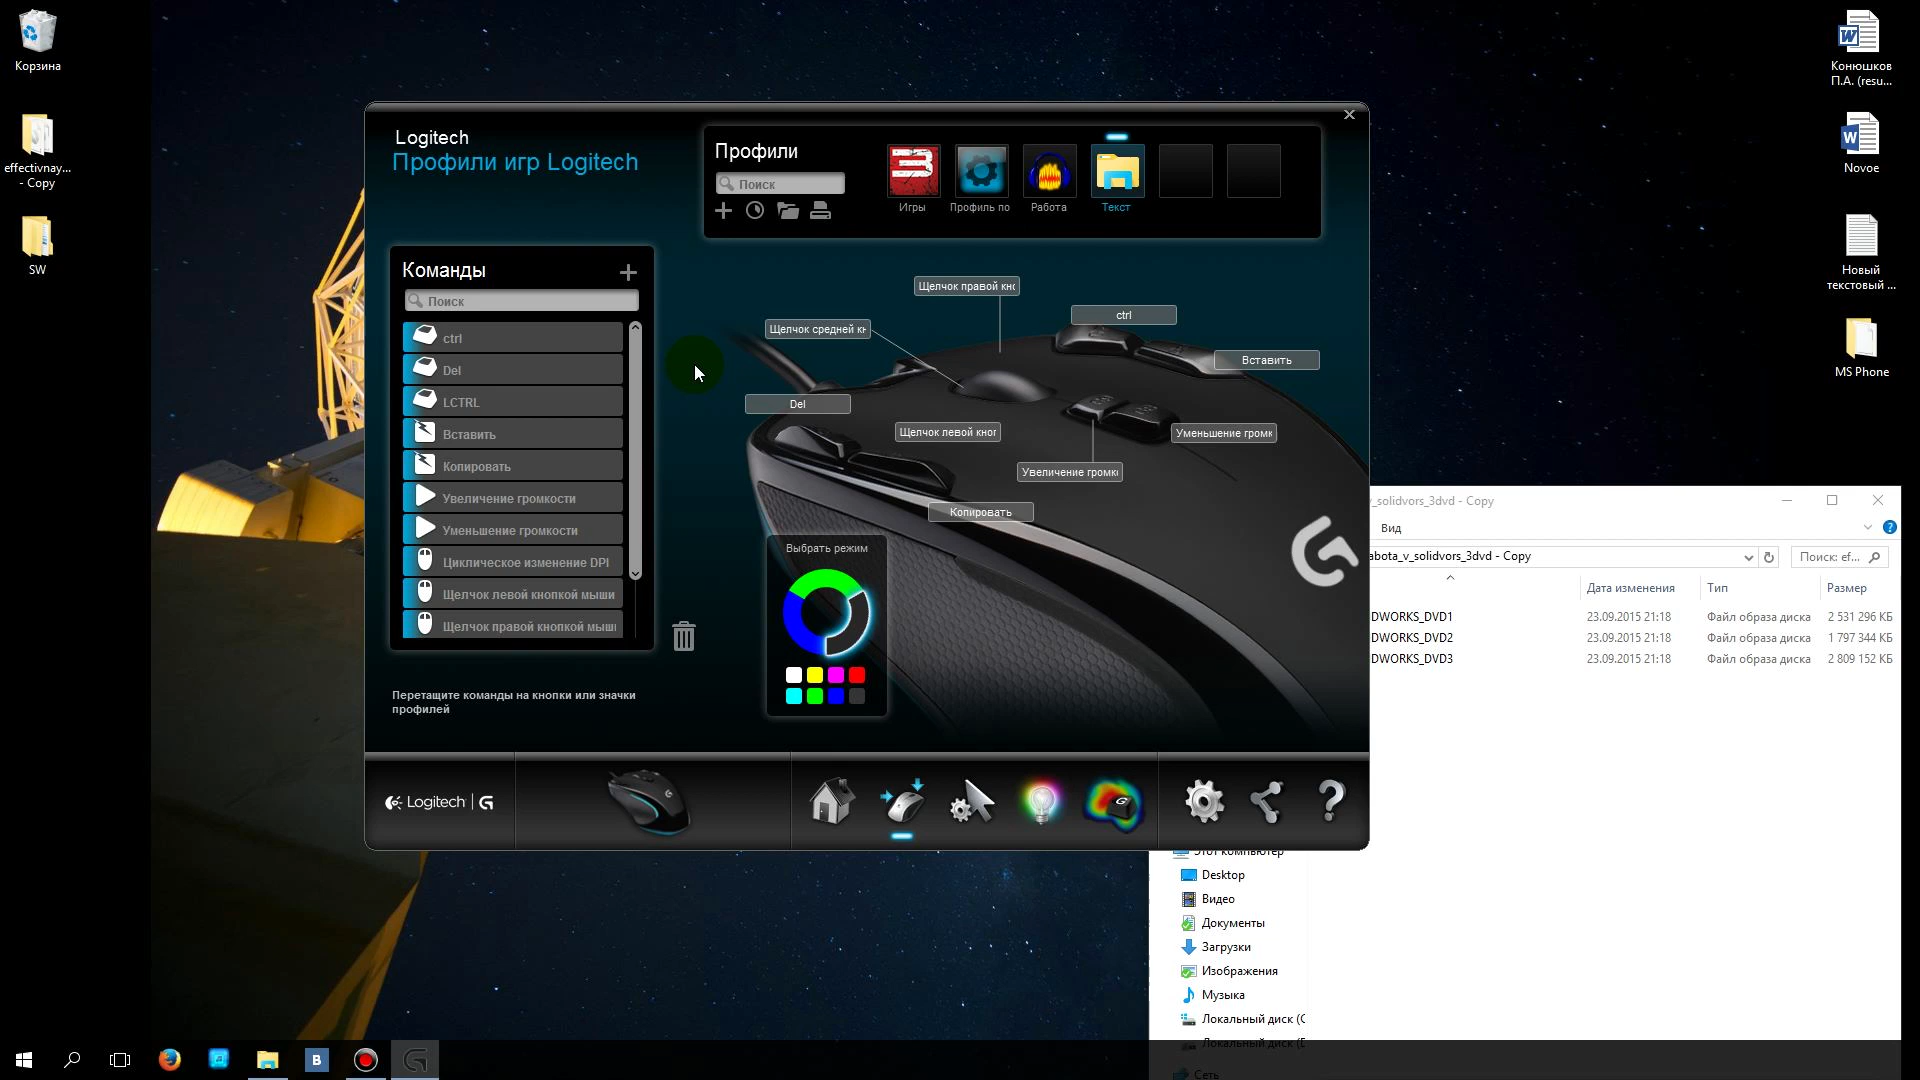 Корзина
effectivnay...
- Copy
SW
Конюшков
П.А. (resu...
Novoe
Новый
текстовый ...
MS Phone
Logitech
Профили игр Logitech
Профили
Поиск
Игры
Профиль по
Работа
Текст
Команды
Поиск
ctrl
Del
LCTRL
Вставить
Копировать
Увеличение громкости
Уменьшение громкости
Циклическое изменение DPI
Щелчок левой кнопкой мыши
Щелчок правой кнопкой мыш
Перетащите команды на кнопки или значки
профилей
Щелчок правой кнс
Щелчок средней кн
ctrl
Вставить
Del
Щелчок левой кног
Уменьшение громк
Увеличение громк
Копировать
Выбрать режим
Logitech | G
_solidvors_3dvd - Copy
Вид
abota_v_solidvors_3dvd - Copy
Поиск: ef...
Дата изменения
Тип
Размер
DWORKS_DVD1 23.09.2015 21:18 Файл образа диска 2 531 296 КБ
DWORKS_DVD2 23.09.2015 21:18 Файл образа диска 1 797 344 КБ
DWORKS_DVD3 23.09.2015 21:18 Файл образа диска 2 809 152 КБ
Этот компьютер
Desktop
Видео
Документы
Загрузки
Изображения
Музыка
Локальный диск (C
Локальный диск (E
Сеть
B